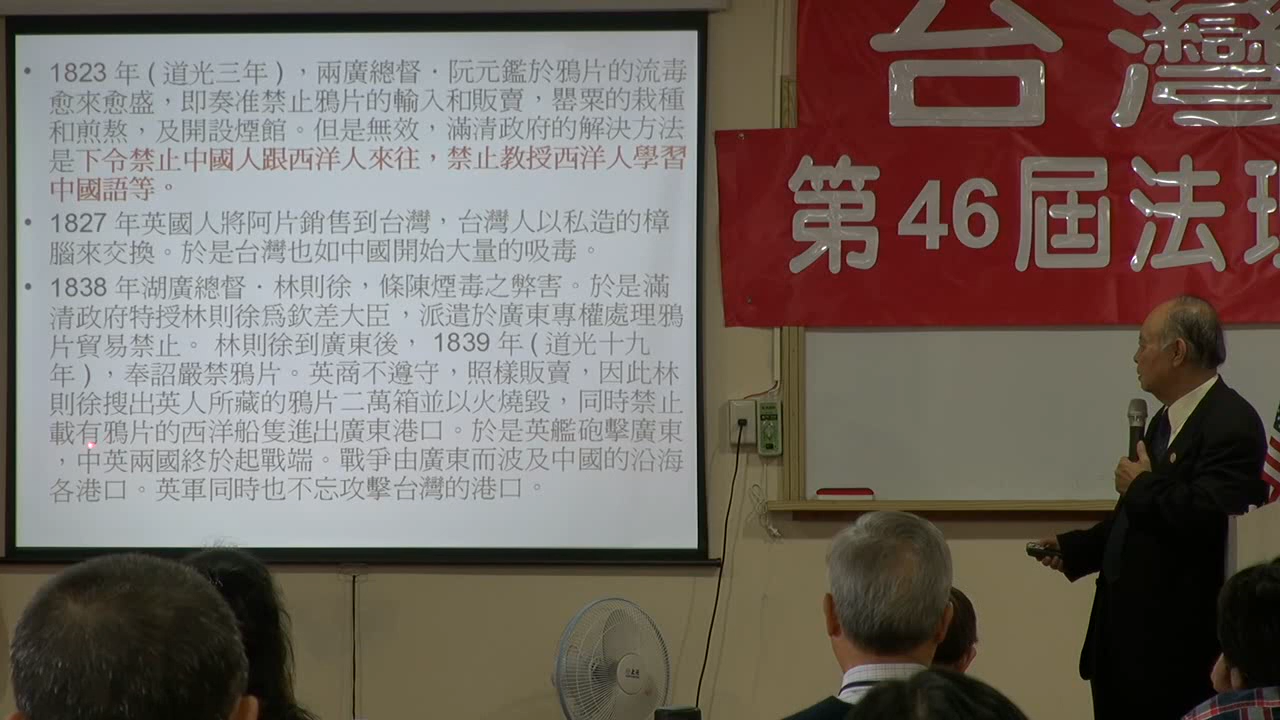 • 1823 年 ( 道光三年 ) ，兩廣總督．阮元鑑於鴉片的流毒
愈來愈盛，即奏准禁止鴉片的輸入和販賣，罌粟的栽種
和煎熬，及開設煙館。但是無效，滿清政府的解決方法
是下令禁止中國人跟西洋人來往，禁止教授西洋人學習
中國語等。
• 1827 年英國人將阿片銷售到台灣，台灣人以私造的樟
腦來交換。於是台灣也如中國開始大量的吸毒。
• 1838 年湖廣總督．林則徐，條陳煙毒之弊害。於是滿
清政府特授林則徐為欽差大臣，派遣於廣東專權處理鴉
片貿易禁止。 林則徐到廣東後， 1839 年 ( 道光十九
年 ) ，奉詔嚴禁鴉片。英商不遵守，照樣販賣，因此林
則徐搜出英人所藏的鴉片二萬箱並以火燒毀，同時禁止
載有鴉片的西洋船隻進出廣東港口。於是英艦砲擊廣東
，中英兩國終於起戰端。戰爭由廣東而波及中國的沿海
各港口。英軍同時也不忘攻擊台灣的港口。
台灣
第46屆法理